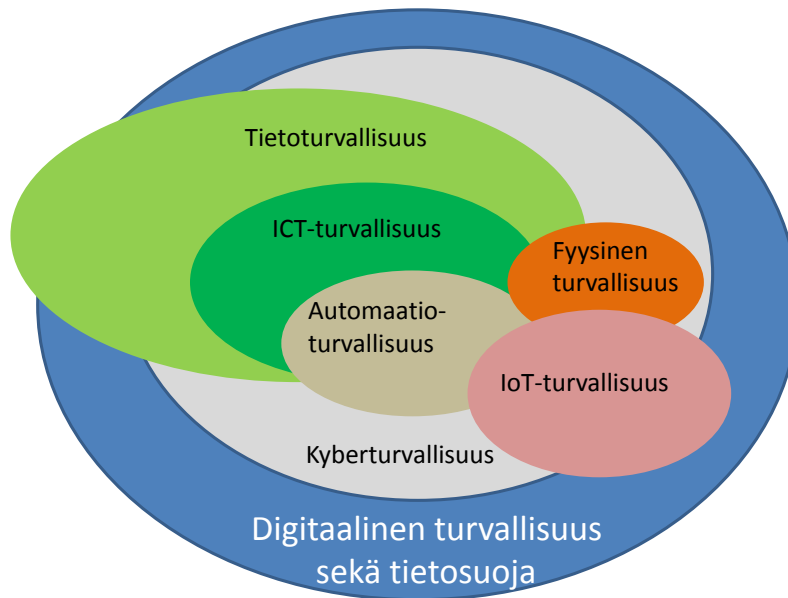 Tietoturvallisuus
ICT-turvallisuus
Fyysinen
turvallisuus
Automaatio-
turvallisuus
IoT-turvallisuus
Kyberturvallisuus
Digitaalinen turvallisuus
sekä tietosuoja